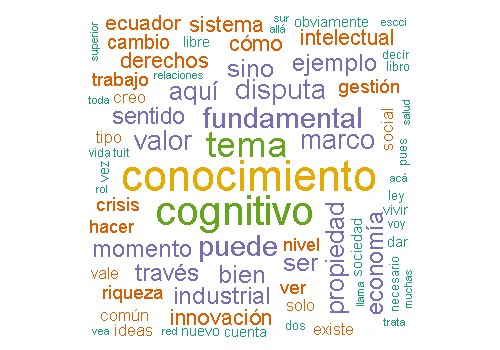 superior
ecuador
sistema
sur
allá
obviamente
escci
cambio
libre
cómo
intelectual
derechos
sino
ejemplo
decir
libro
trabajo
relaciones
aquí
disputa
gestión
toda
creo
sentido
fundamental
social
salud
tipo
valor
tema
marco
pues
vida
tuit
vez
rol
conocimiento
acá
crisis
cognitivo
ley
vivir
hacer
propiedad
economía
voy
momento
puede
nivel
sociedad
dar
vale
través
bien
ser
llama
necesario
muchas
riqueza
industrial
ver
solo
común
innovación
vea
ideas
red
nuevo
cuenta
dos
existe
trata